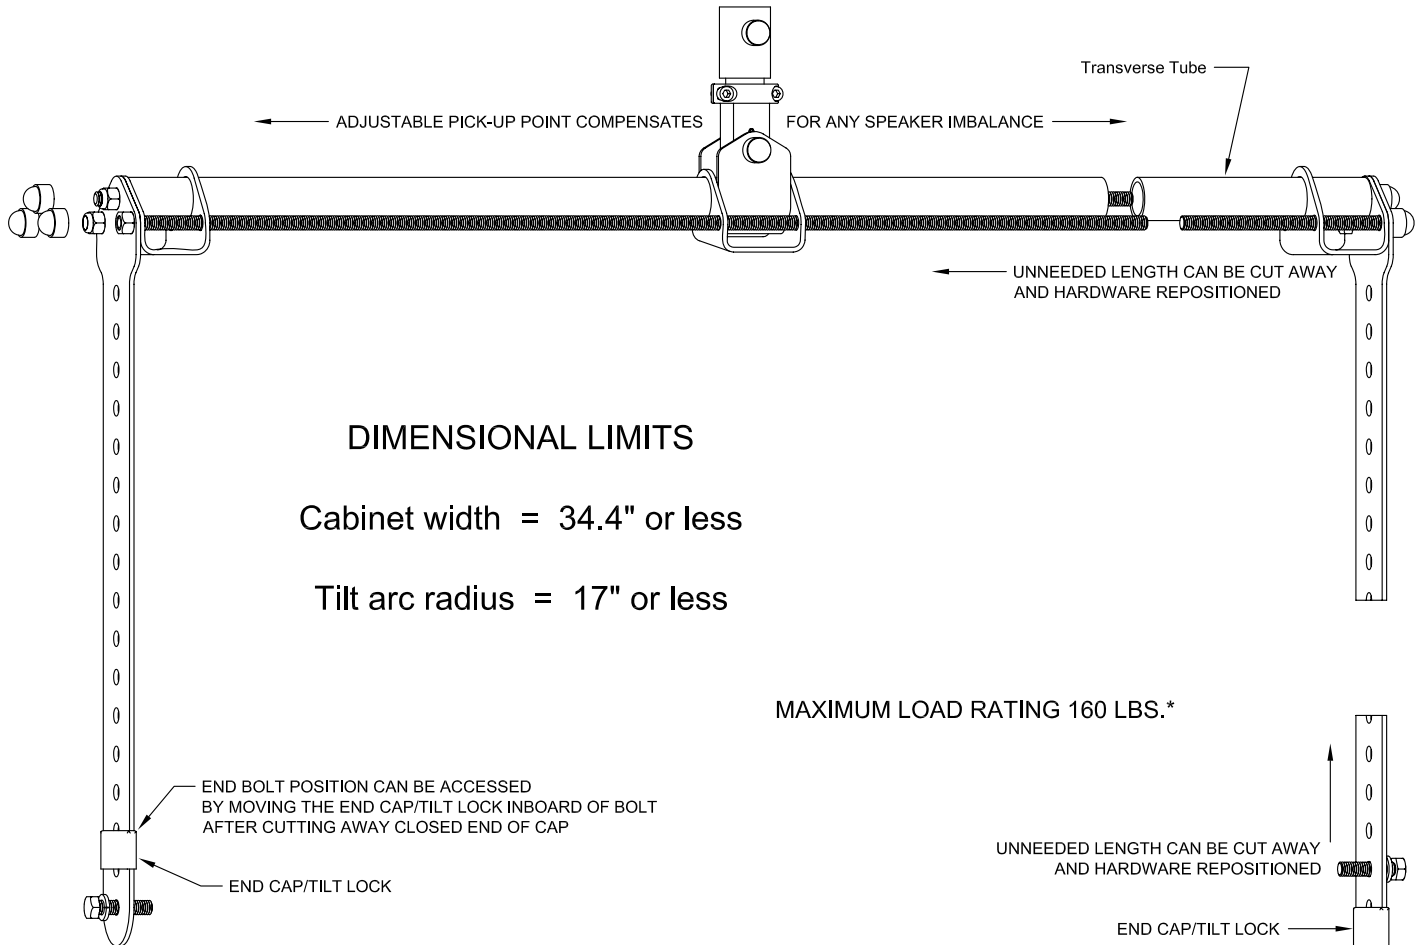 Transverse Tube
ADJUSTABLE PICK-UP POINT COMPENSATES FOR ANY SPEAKER IMBALANCE
UNNEEDED LENGTH CAN BE CUT AWAY
AND HARDWARE REPOSITIONED
DIMENSIONAL LIMITS
Cabinet width = 34.4" or less
Tilt arc radius = 17" or less
MAXIMUM LOAD RATING 160 LBS.*
END BOLT POSITION CAN BE ACCESSED
BY MOVING THE END CAP/TILT LOCK INBOARD OF BOLT
AFTER CUTTING AWAY CLOSED END OF CAP
END CAP/TILT LOCK
UNNEEDED LENGTH CAN BE CUT AWAY
AND HARDWARE REPOSITIONED
END CAP/TILT LOCK